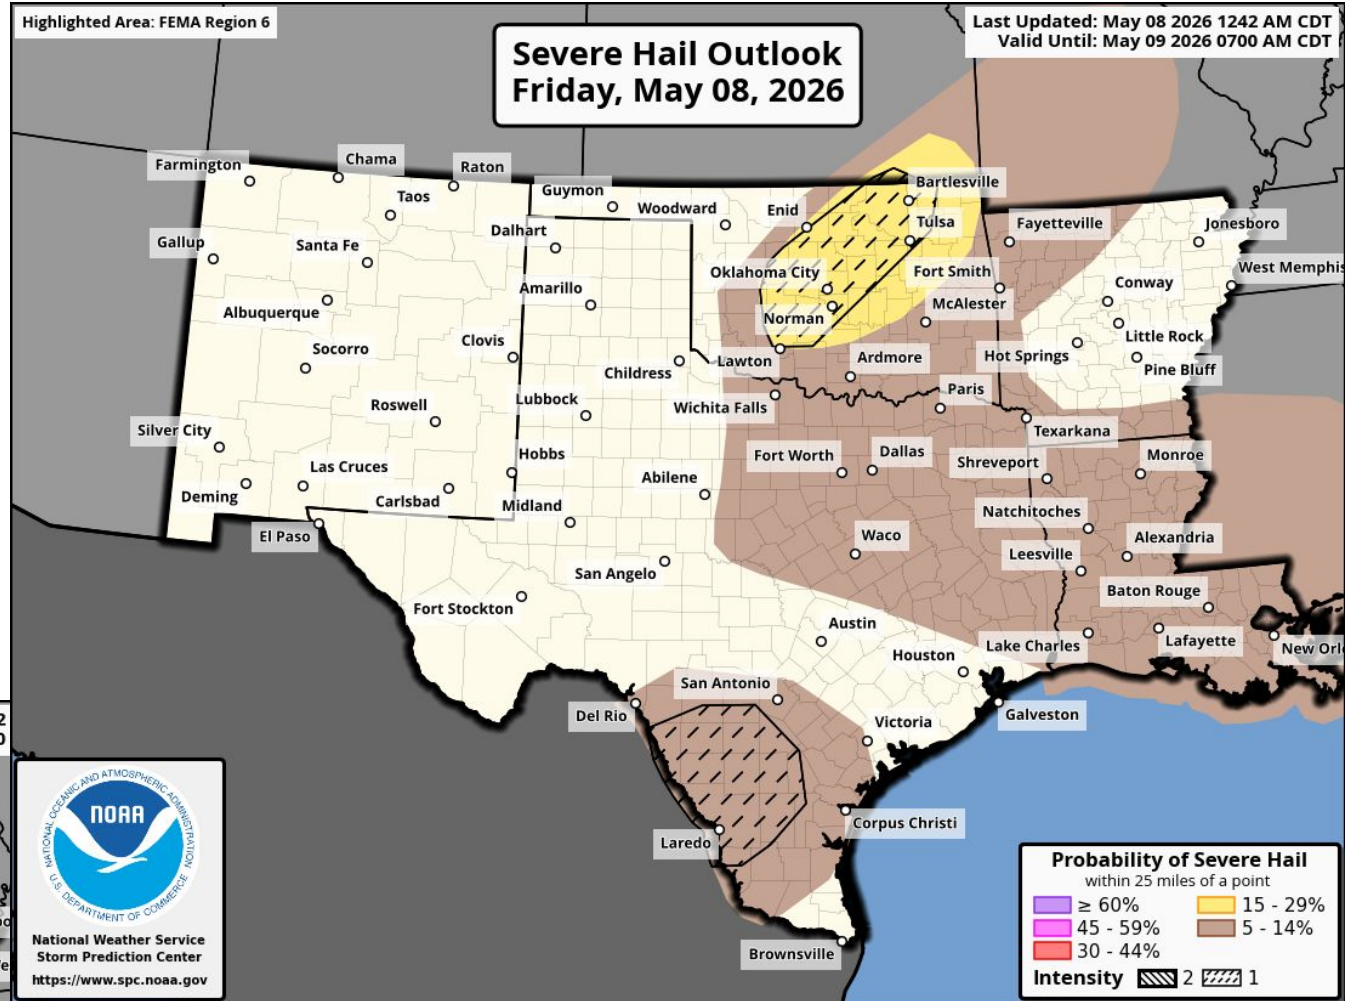 Highlighted Area: FEMA Region 6
Severe Hail Outlook
Friday, May 08, 2026
Last Updated: May 08 2026 1242 AM CDT
Valid Until: May 09 2026 0700 AM CDT
Farmington
Chama
Raton
Taos
Guymon
Woodward
Enid
Bartlesville
Tulsa
Fayetteville
Jonesboro
Gallup
Santa Fe
Dalhart
Oklahoma City
Fort Smith
West Memphis
Albuquerque
Amarillo
Norman
McAlester
Conway
Socorro
Clovis
Childress
Lawton
Ardmore
Hot Springs
Little Rock
Pine Bluff
Roswell
Lubbock
Wichita Falls
Paris
Texarkana
Silver City
Las Cruces
Hobbs
Abilene
Fort Worth
Dallas
Shreveport
Monroe
Deming
Carlsbad
Midland
Natchitoches
El Paso
San Angelo
Waco
Leesville
Alexandria
Fort Stockton
Baton Rouge
Austin
Houston
Lake Charles
Lafayette
New Orl
San Antonio
Del Rio
Victoria
Galveston
Laredo
Corpus Christi
Brownsville
2
0
NATIONAL OCEANIC AND ATMOSPHERIC ADMINISTRATION
NOAA
U.S. DEPARTMENT OF COMMERCE
National Weather Service
Storm Prediction Center
https://www.spc.noaa.gov
Probability of Severe Hail
within 25 miles of a point
≥ 60% 15 - 29%
45 - 59% 5 - 14%
30 - 44%
Intensity 2 1